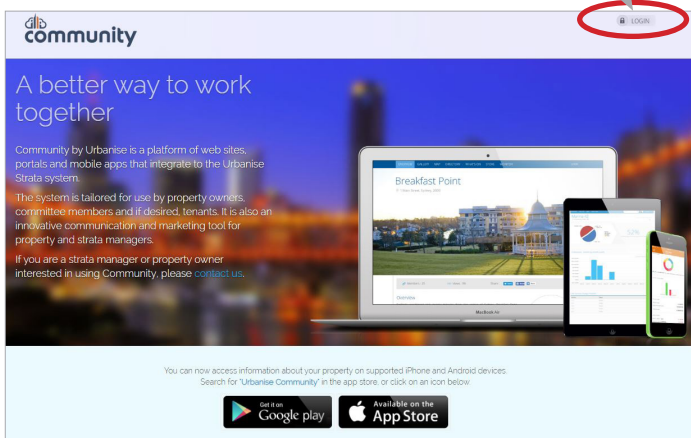 community
LOGIN
A better way to work
together
Community by Urbanise is a platform of web sites,
portals and mobile apps that integrate to the Urbanise
Strata system.
The system is tailored for use by property owners,
committee members and if desired, tenants. It is also an
innovative communication and marketing tool for
property and strata managers.
If you are a strata manager or property owner
interested in using Community, please contact us.
Breakfast Point
Overview
MacBook Air
You can now access information about your property on supported iPhone and Android devices.
Search for "Urbanise Community" in the app store, or click on an icon below.
Get it on
Google play
Available on the
App Store